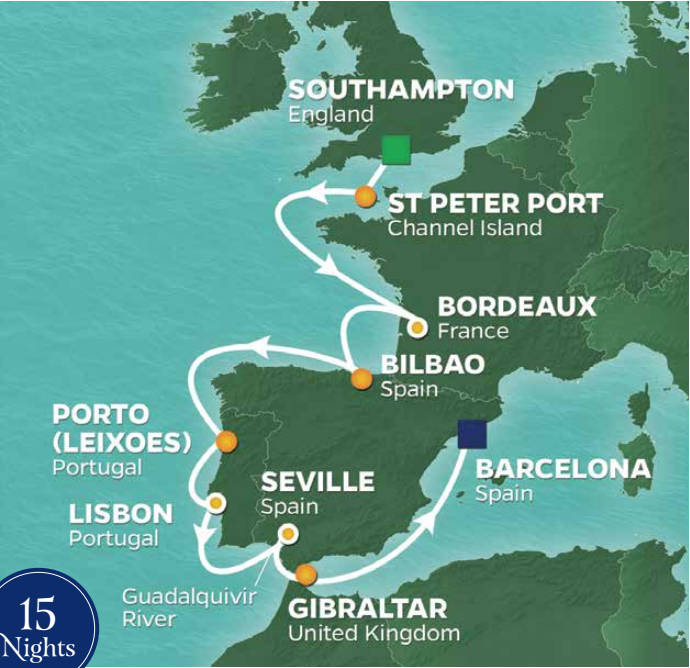 SOUTHAMPTON
England
ST PETER PORT
Channel Island
BORDEAUX
France
BILBAO
Spain
PORTO
(LEIXOES)
Portugal
BARCELONA
Spain
SEVILLE
Spain
LISBON
Portugal
Guadalquivir
River
GIBRALTAR
United Kingdom
15
Nights